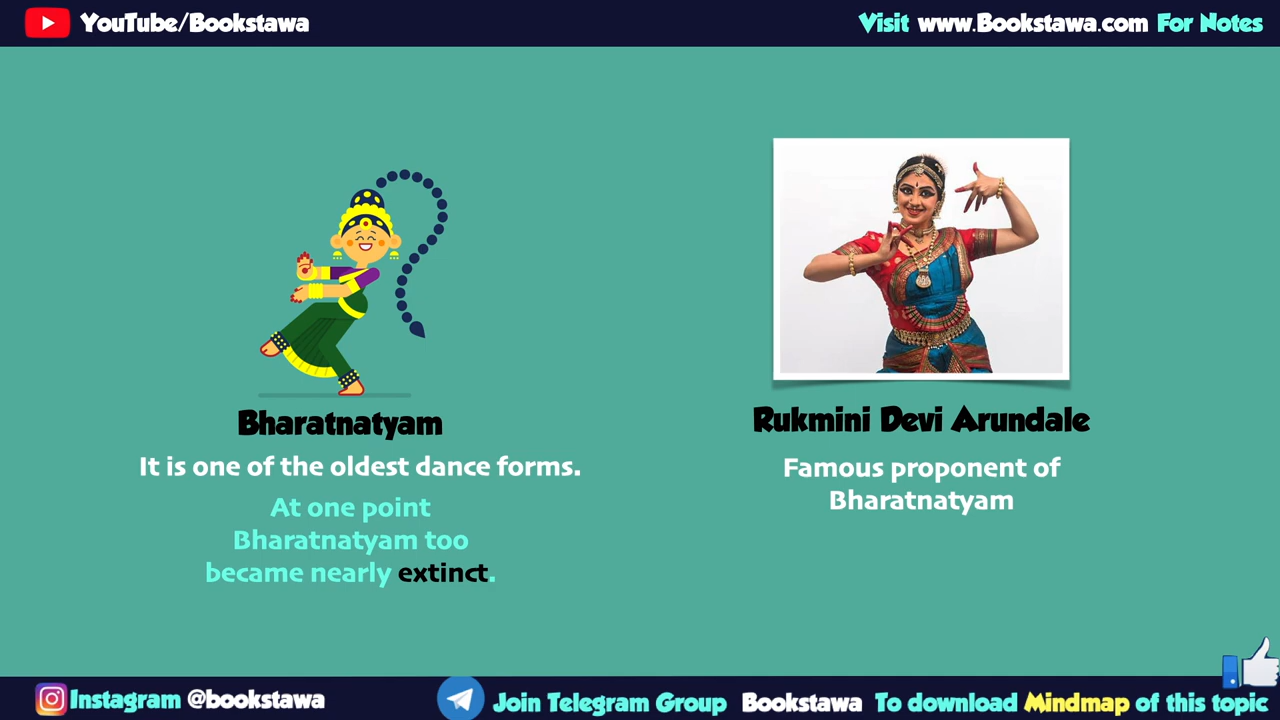 YouTube/Bookstawa
Visit www.Bookstawa.com For Notes
Bharatnatyam
It is one of the oldest dance forms.
At one point
Bharatnatyam too
became nearly extinct.
Rukmini Devi Arundale
Famous proponent of
Bharatnatyam
Instagram @bookstawa
Join Telegram Group Bookstawa To download Mindmap of this topic